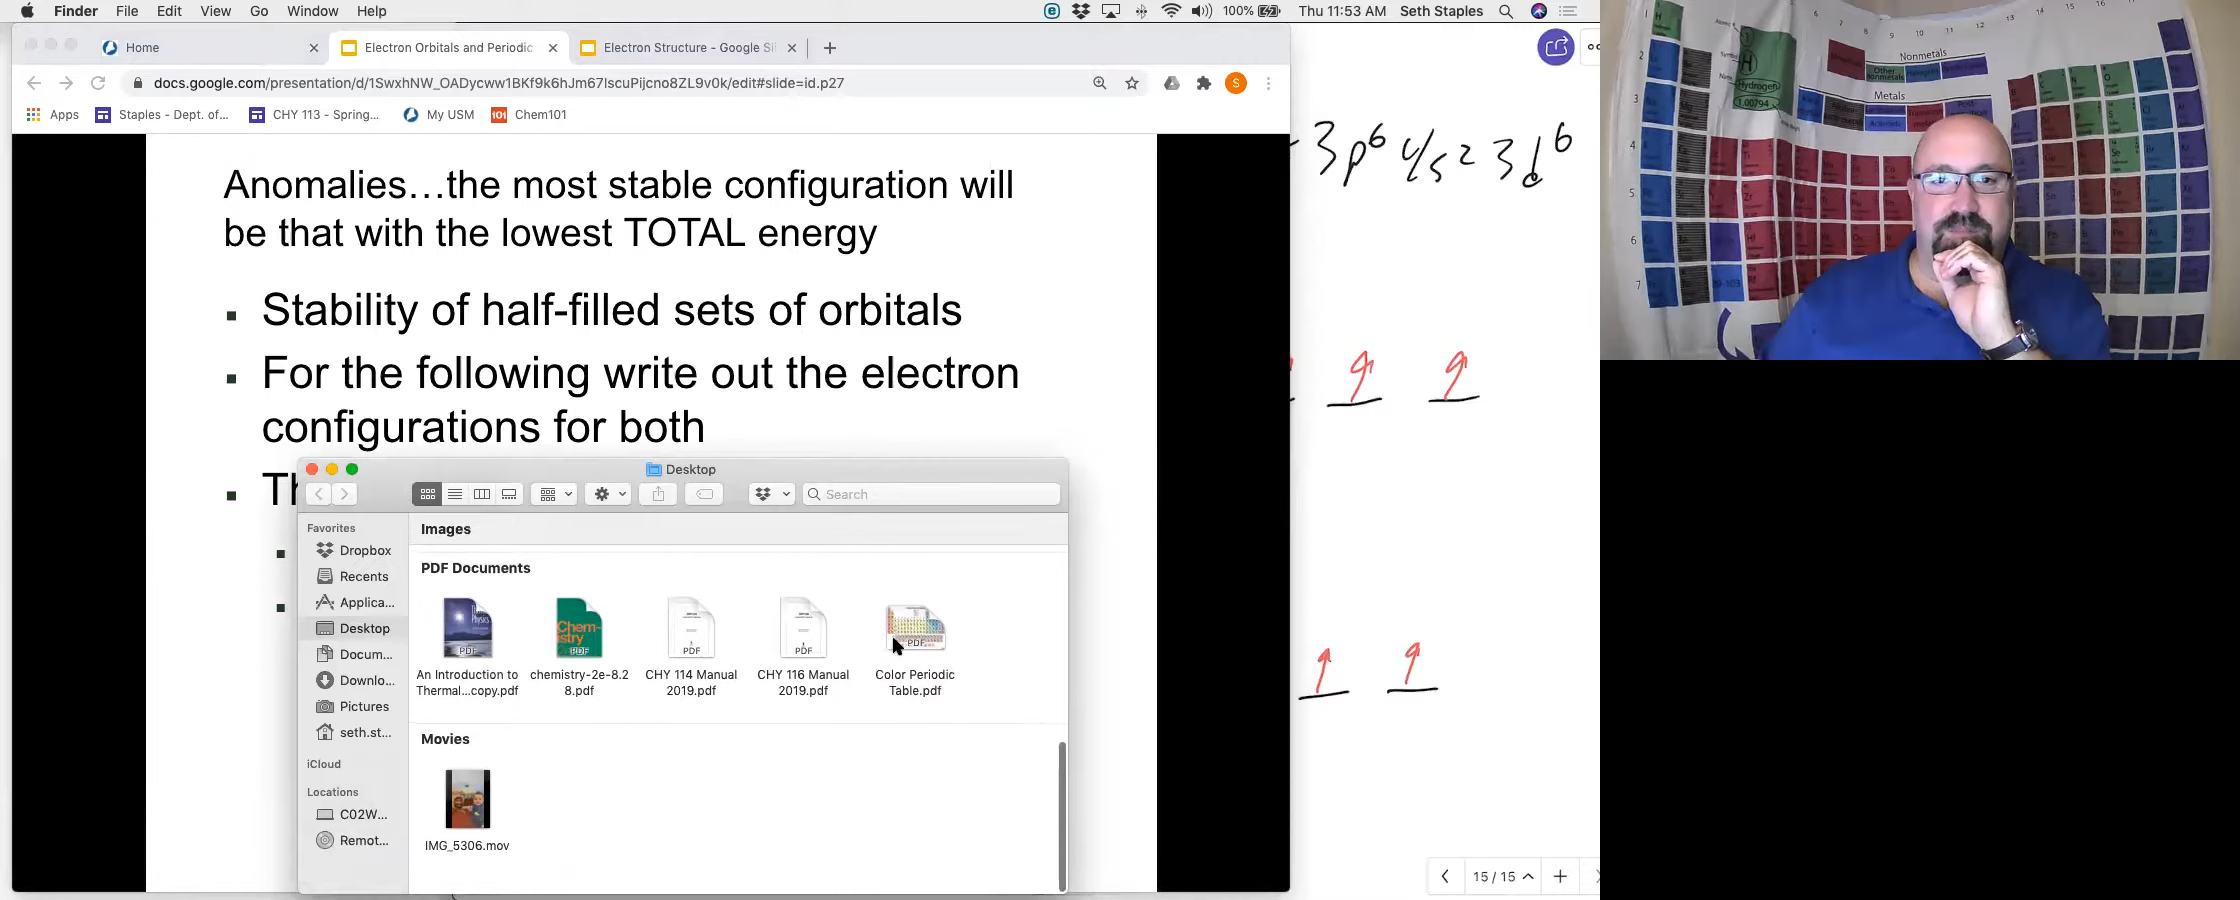 Finder File Edit View Go Window Help
100% Thu 11:53 AM Seth Staples
Home
Electron Orbitals and Periodic
Electron Structure - Google Sli
docs.google.com/presentation/d/1SwxhNW_OADycww1BKf9k6hJm67lscuPijcno8ZL9v0k/edit#slide=id.p27
S
Apps Staples - Dept. of... CHY 113 - Spring... My USM 101 Chem101
Anomalies…the most stable configuration will
be that with the lowest TOTAL energy
▪ Stability of half-filled sets of orbitals
▪ For the following write out the electron
configurations for both
▪ Th
Desktop
Search
Favorites
Dropbox
Recents
Applica...
Desktop
Docum...
Downlo...
Pictures
seth.st...
iCloud
Locations
C02W...
Remot...
Images
PDF Documents
An Introduction to
Thermal...copy.pdf
chemistry-2e-8.2
8.pdf
CHY 114 Manual
2019.pdf
CHY 116 Manual
2019.pdf
Color Periodic
Table.pdf
Movies
IMG_5306.mov
3p6 4s2 3d6
15 / 15
Nonmetals
Metals
H
Hydrogen
1.00794